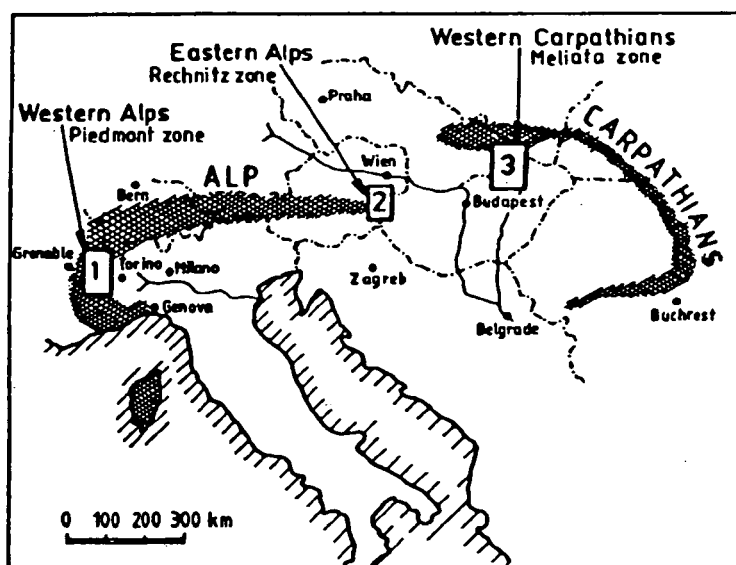 Western Carpathians
Meliata zone
Eastern Alps
Rechnitz zone
Western Alps
Piedmont zone
Praha
CARPATHIANS
Wien
3
ALP
Bern
2
Budapest
Grenoble
1
Torino
Milano
Zagreb
Genova
Buchrest
Belgrade
0 100 200 300 km